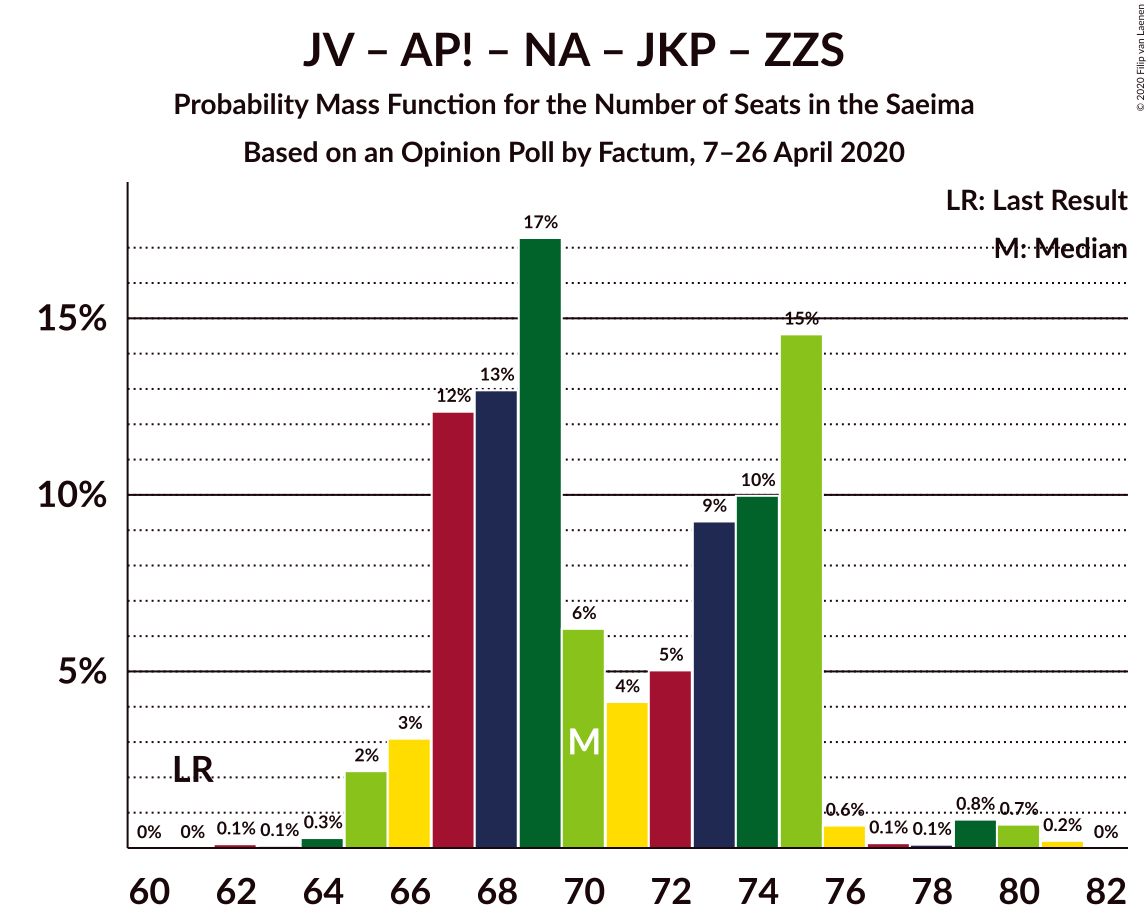 JV – AP! – NA – JKP – ZZS
Probability Mass Function for the Number of Seats in the Saeima
Based on an Opinion Poll by Factum, 7–26 April 2020
© 2020 Filip van Laenen
LR: Last Result
M: Median
15%
10%
5%
0% 0% 0.1% 0.1% 0.3% 2% 3% 12% 13% 17% 6% 4% 5% 9% 10% 15% 0.6% 0.1% 0.1% 0.8% 0.7% 0.2% 0%
LR
M
60 62 64 66 68 70 72 74 76 78 80 82